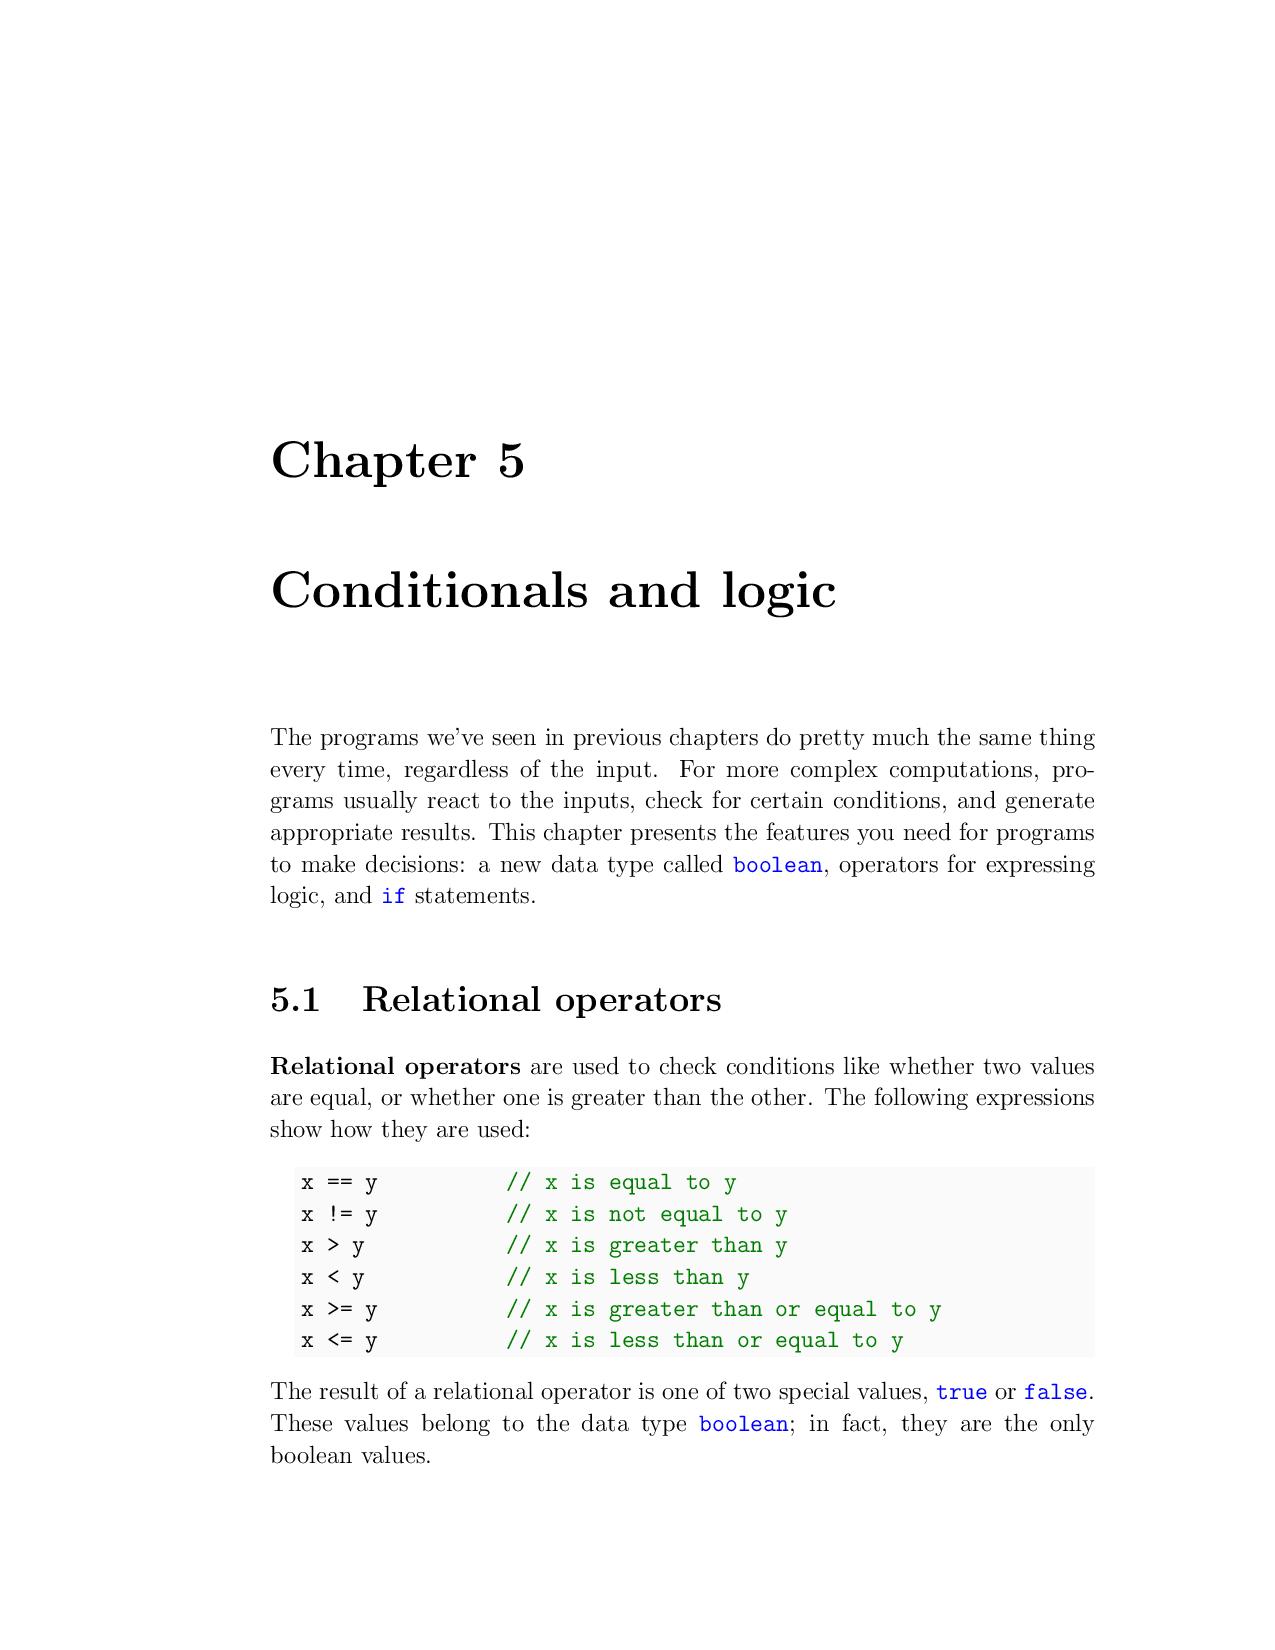 Chapter 5
Conditionals and logic
The programs we've seen in previous chapters do pretty much the same thing
every time, regardless of the input. For more complex computations, pro-
grams usually react to the inputs, check for certain conditions, and generate
appropriate results. This chapter presents the features you need for programs
to make decisions: a new data type called boolean, operators for expressing
logic, and if statements.
5.1 Relational operators
Relational operators are used to check conditions like whether two values
are equal, or whether one is greater than the other. The following expressions
show how they are used:
x == y // x is equal to y
x != y // x is not equal to y
x > y // x is greater than y
x < y // x is less than y
x >= y // x is greater than or equal to y
x <= y // x is less than or equal to y
The result of a relational operator is one of two special values, true or false.
These values belong to the data type boolean; in fact, they are the only
boolean values.